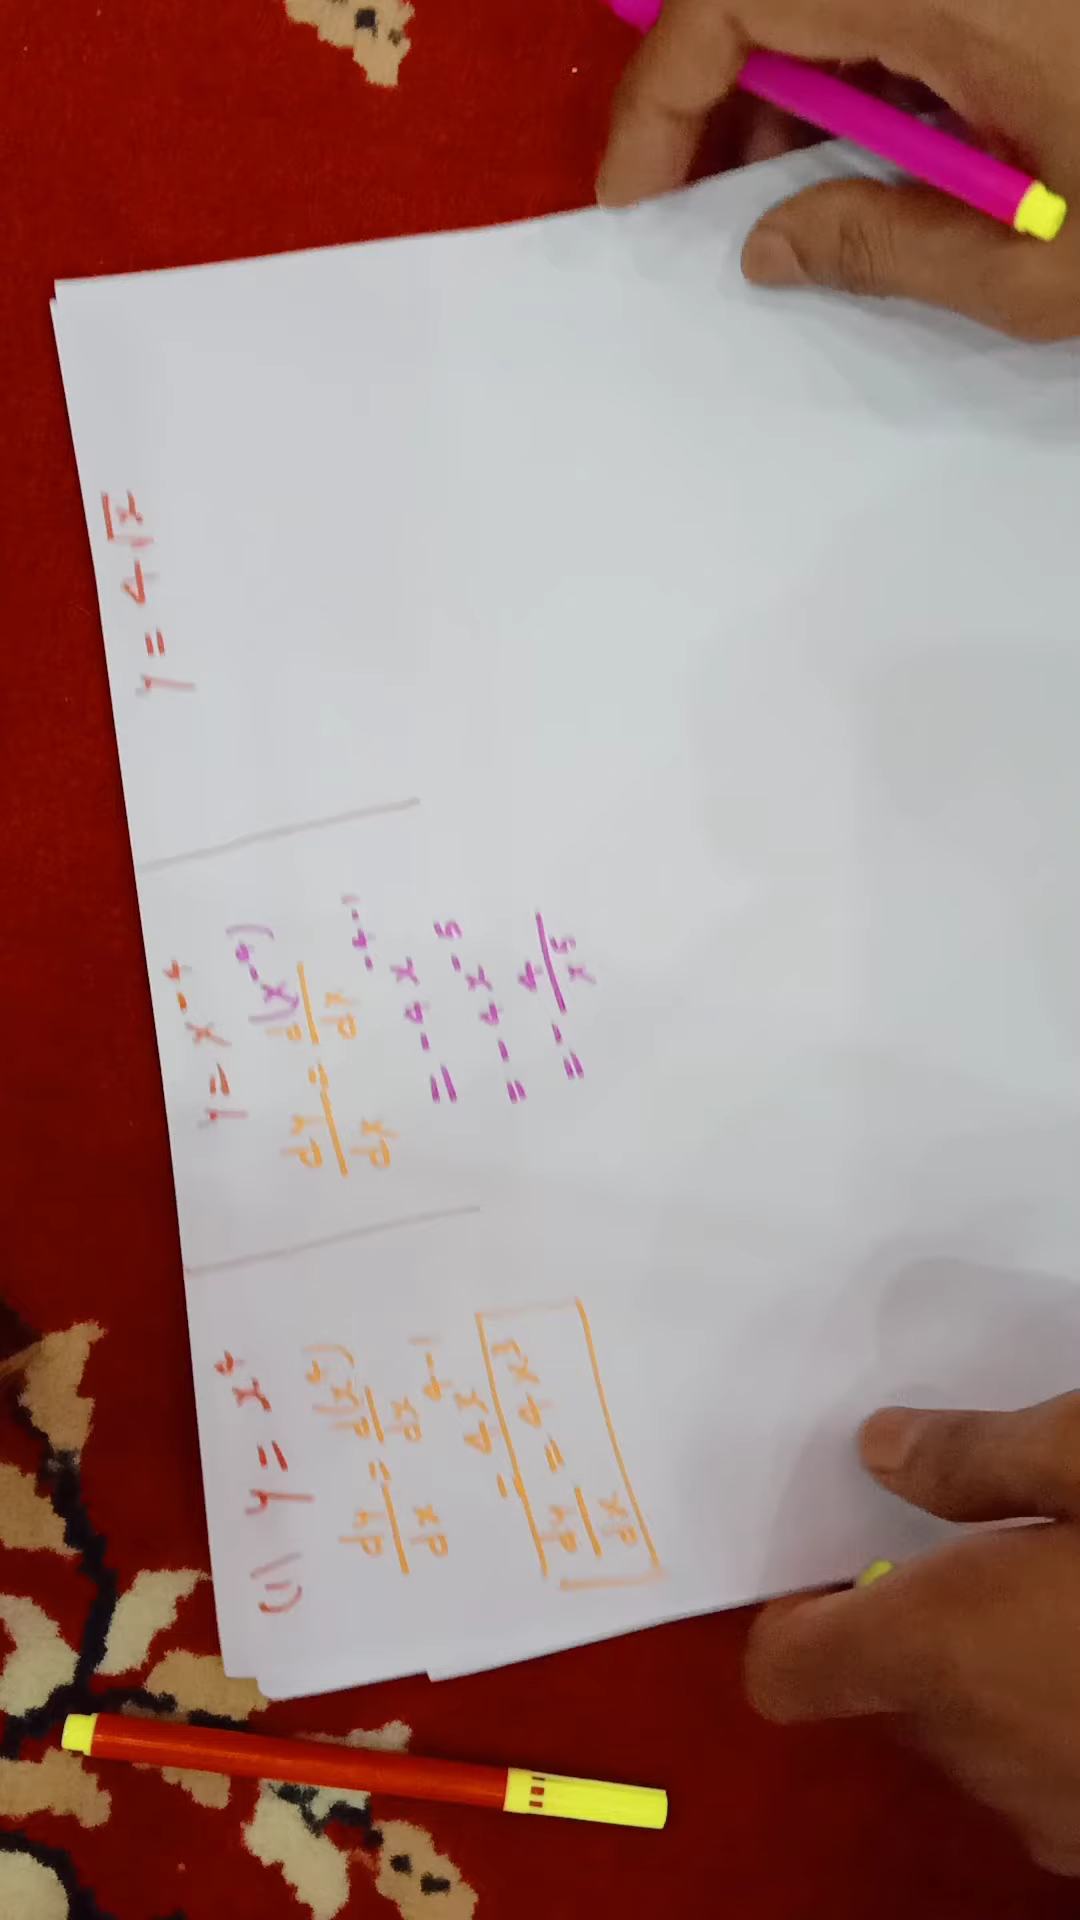 (1) y = x⁴
dy/dx = d(x⁴)/dx
= 4x⁴⁻¹
dy/dx = 4x³
y = x⁻⁴
dy/dx = d(x⁻⁴)/dx
= -4x⁻⁴⁻¹
= -4x⁻⁵
= -4/x⁵
y = 4√x